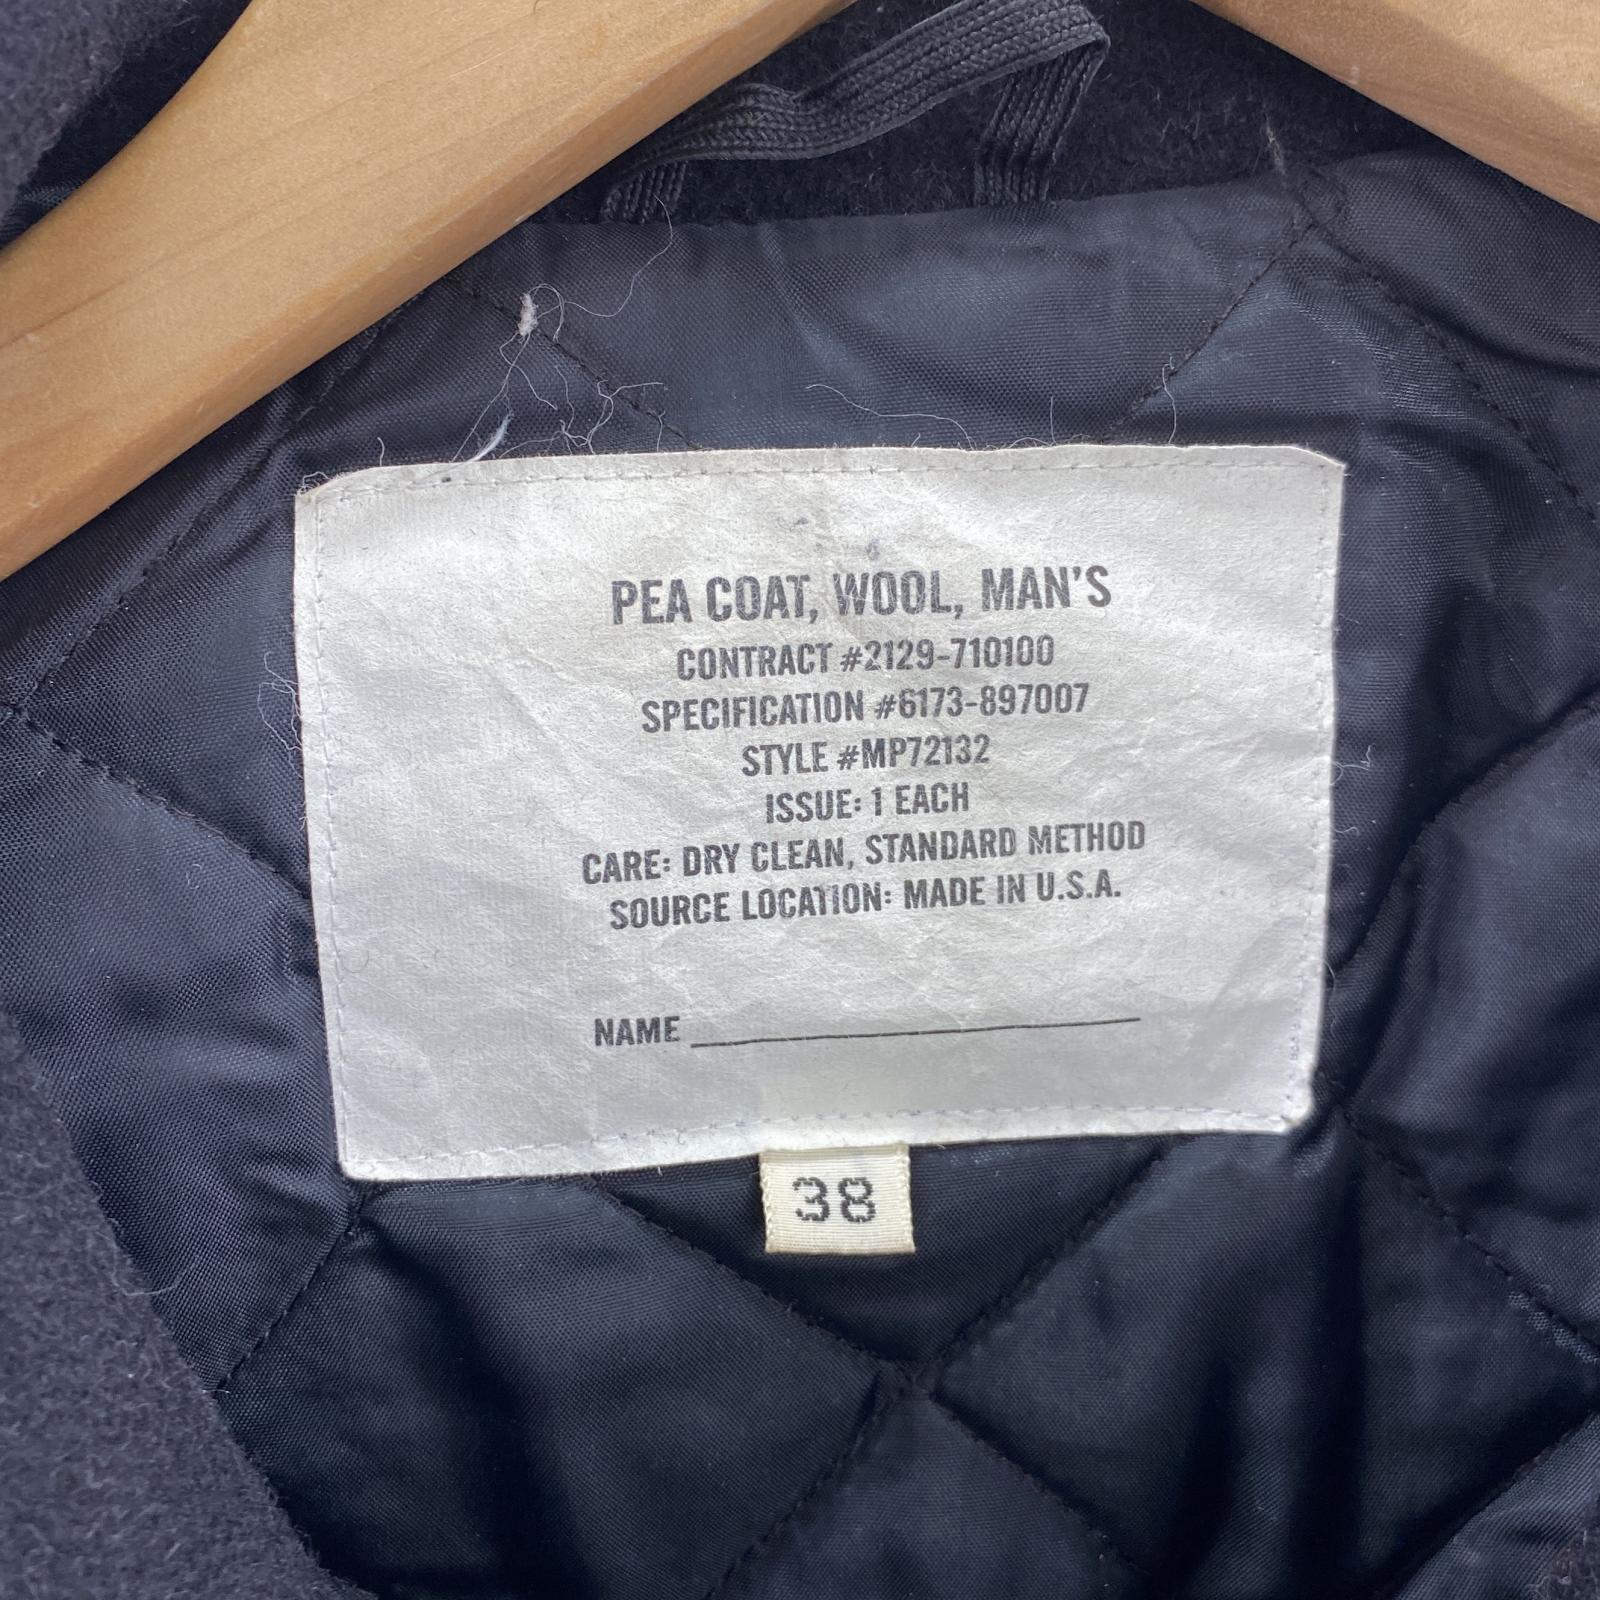 PEA COAT, WOOL, MAN'S
CONTRACT #2129-710100
SPECIFICATION #6173-897007
STYLE #MP72132
ISSUE: 1 EACH
CARE: DRY CLEAN, STANDARD METHOD
SOURCE LOCATION: MADE IN U.S.A.
NAME
38